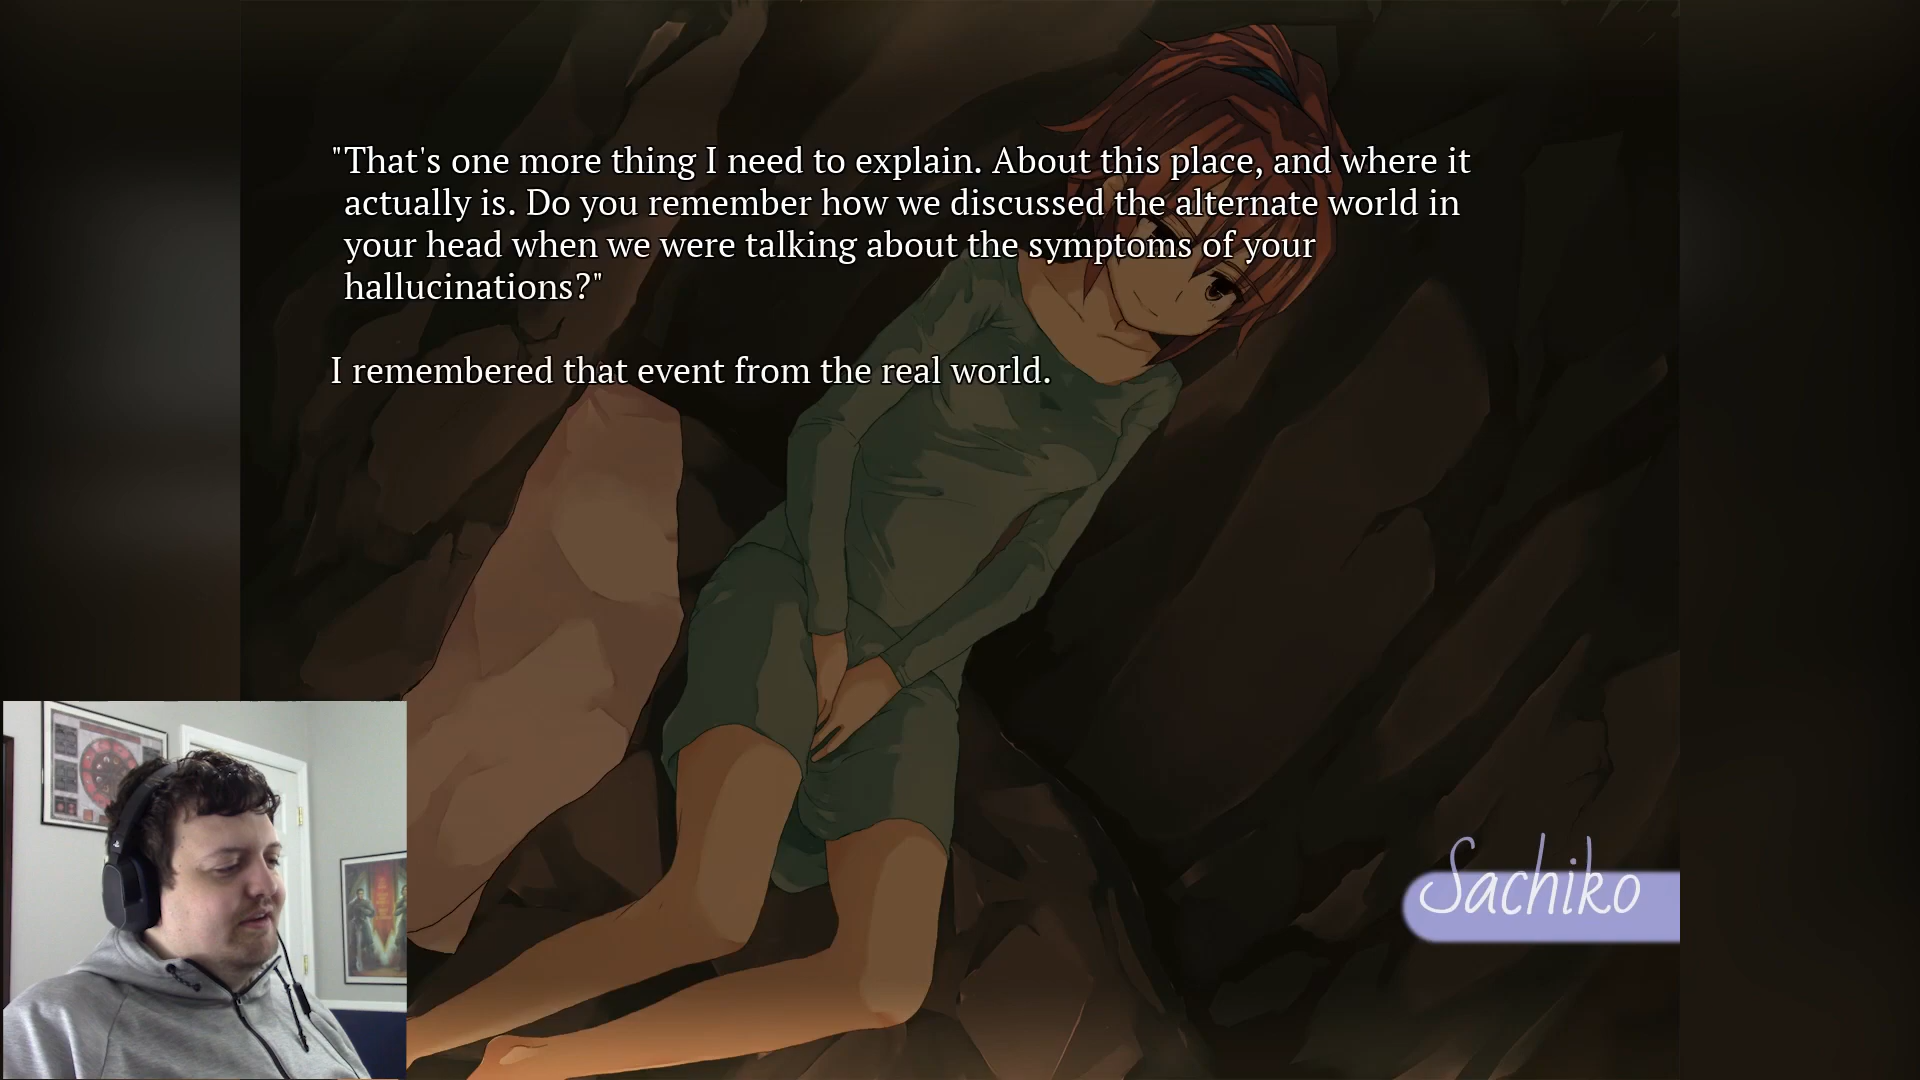 "That's one more thing I need to explain. About this place, and where it
actually is. Do you remember how we discussed the alternate world in
your head when we were talking about the symptoms of your
hallucinations?"
I remembered that event from the real world.
Sachiko